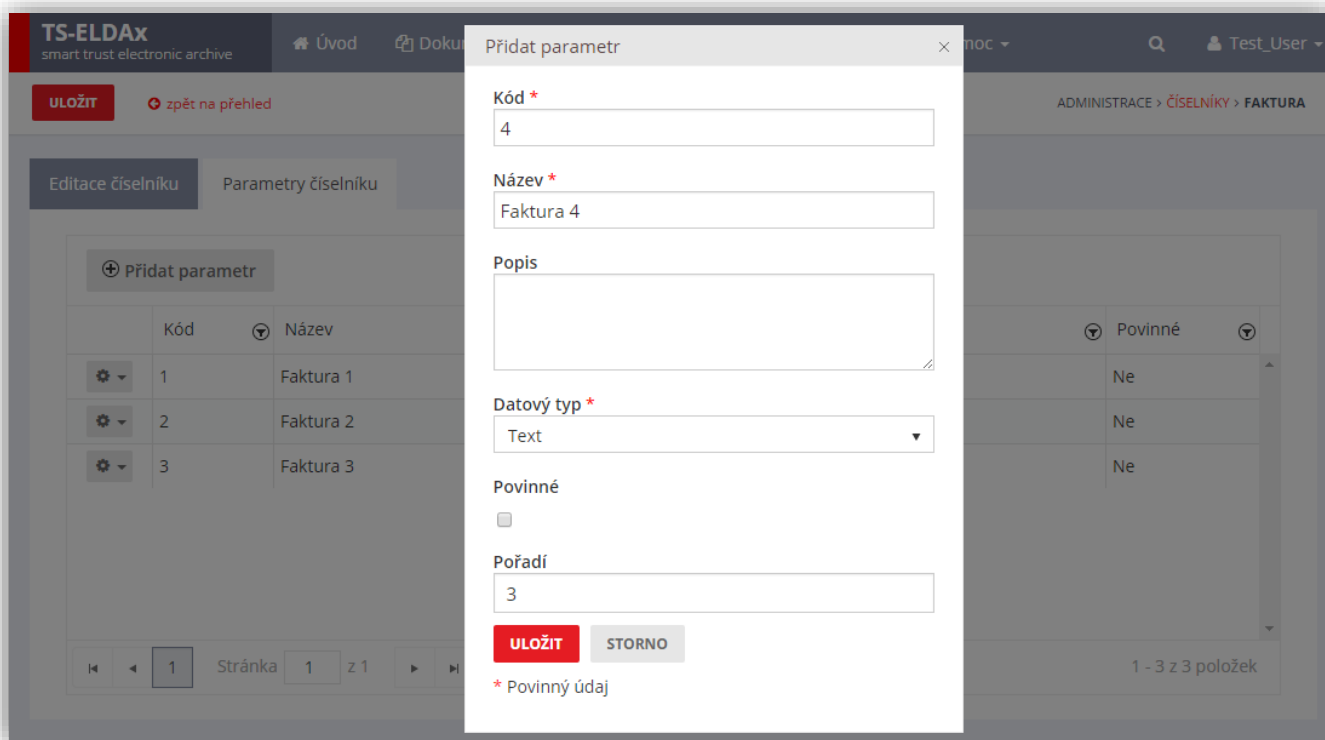 TS-ELDAx
smart trust electronic archive
Úvod
Doku
moc
Test_User
ULOŽIT
zpět na přehled
ADMINISTRACE > ČÍSELNÍKY > FAKTURA
Editace číselníku
Parametry číselníku
Přidat parametr
Kód
Název
Povinné
1
Faktura 1
Ne
2
Faktura 2
Ne
3
Faktura 3
Ne
1
Stránka 1 z 1
1 - 3 z 3 položek
Přidat parametr
Kód *
4
Název *
Faktura 4
Popis
Datový typ *
Text
Povinné
Pořadí
3
ULOŽIT
STORNO
* Povinný údaj